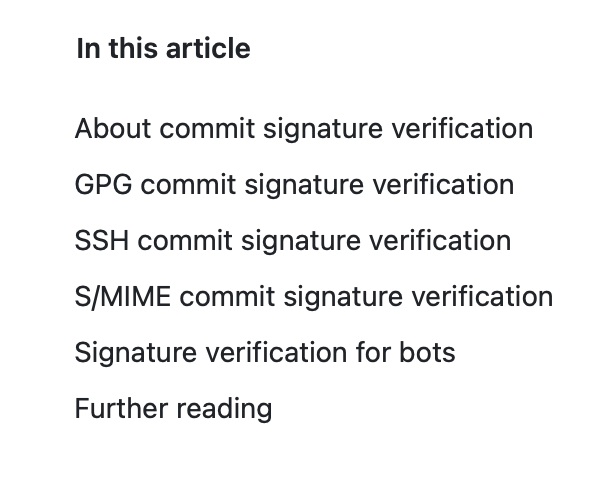 In this article
About commit signature verification
GPG commit signature verification
SSH commit signature verification
S/MIME commit signature verification
Signature verification for bots
Further reading